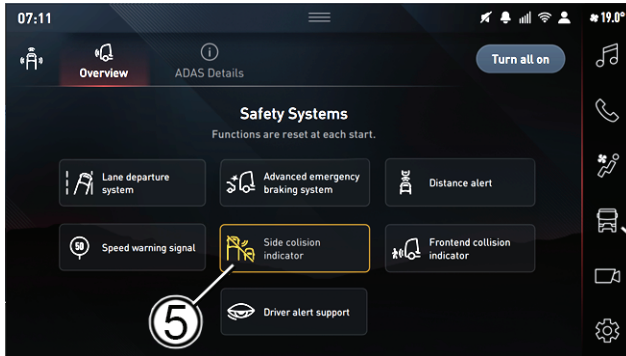 07:11
19.0°
Overview
ADAS Details
Turn all on
Safety Systems
Functions are reset at each start.
Lane departure
system
Advanced emergency
braking system
Distance alert
50
Speed warning signal
Side colision
indicator
Frontend collision
indicator
5
Driver alert support